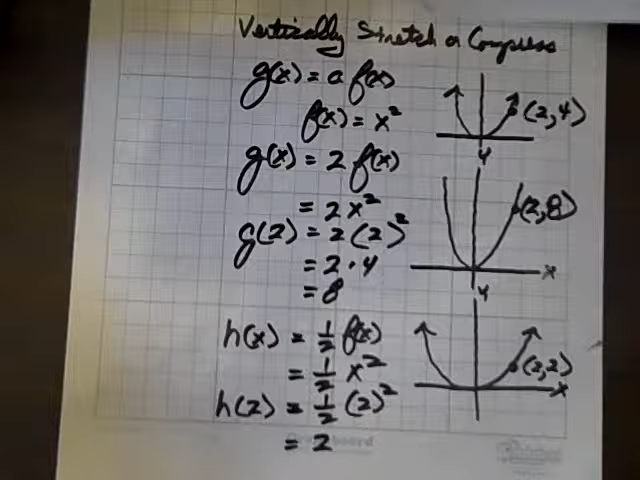 Vertically Stretch or Compress
g(x) = a f(x)
f(x) = x²
(2,4)
g(x) = 2 f(x)
= 2x²
g(2) = 2(2)²
= 2 · 4
= 8
y
(2,8)
x
h(x) = ½ f(x)
= ½ x²
h(2) = ½ (2)²
= 2
y
(2,2)
x